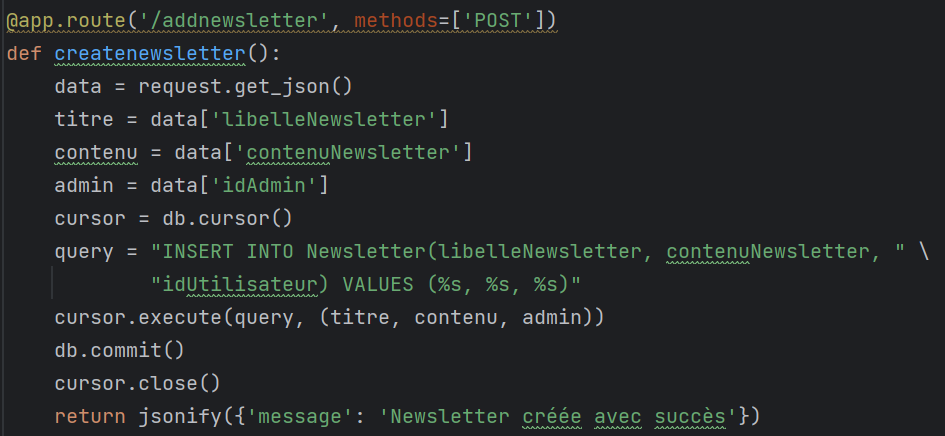 @app.route('/addnewsletter', methods=['POST'])
def createnewsletter():
    data = request.get_json()
    titre = data['libelleNewsletter']
    contenu = data['contenuNewsletter']
    admin = data['idAdmin']
    cursor = db.cursor()
    query = "INSERT INTO Newsletter(libelleNewsletter, contenuNewsletter, " \
            "idUtilisateur) VALUES (%s, %s, %s)"
    cursor.execute(query, (titre, contenu, admin))
    db.commit()
    cursor.close()
    return jsonify({'message': 'Newsletter créée avec succès'})